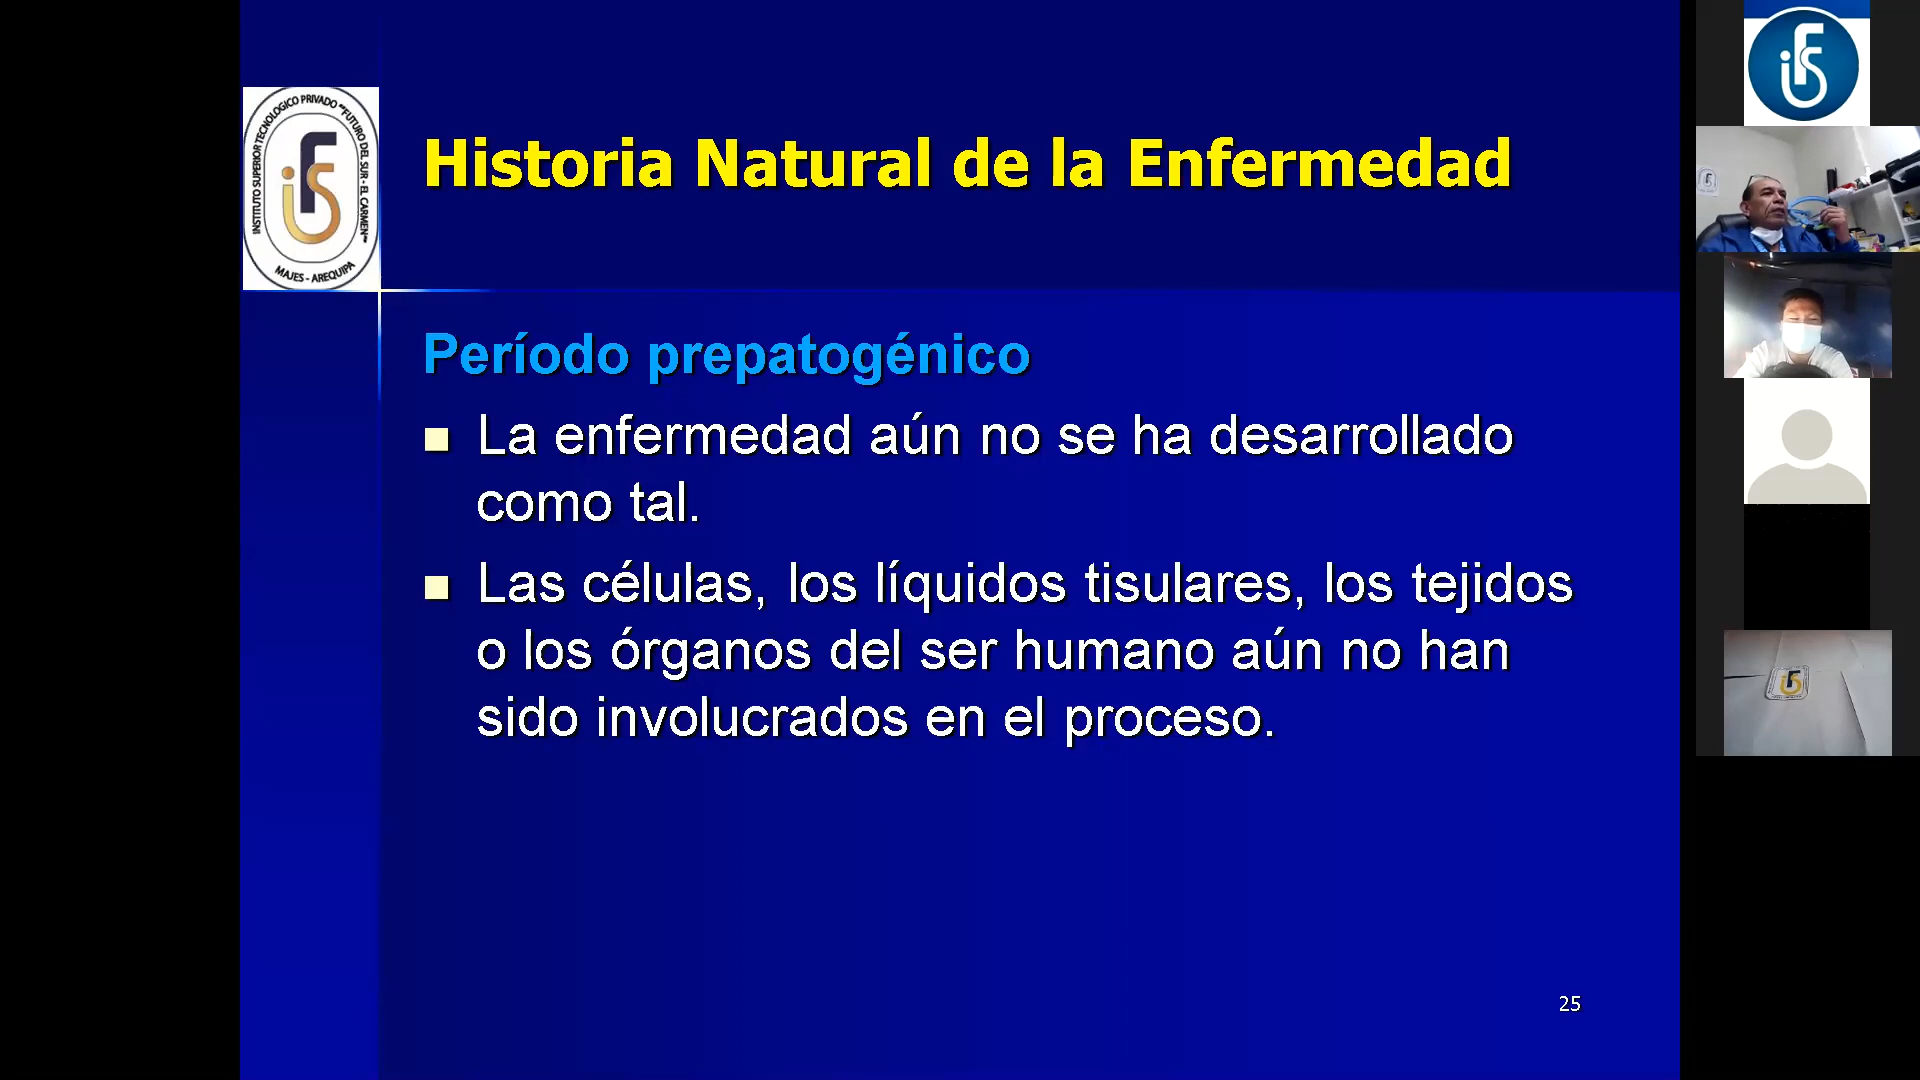 INSTITUTO SUPERIOR TECNOLOGICO PRIVADO "FUTURO DEL SUR - EL CARMEN"
iFS
MAJES - AREQUIPA
Historia Natural de la Enfermedad
Período prepatogénico
La enfermedad aún no se ha desarrollado
como tal.
Las células, los líquidos tisulares, los tejidos
o los órganos del ser humano aún no han
sido involucrados en el proceso.
25
iFS